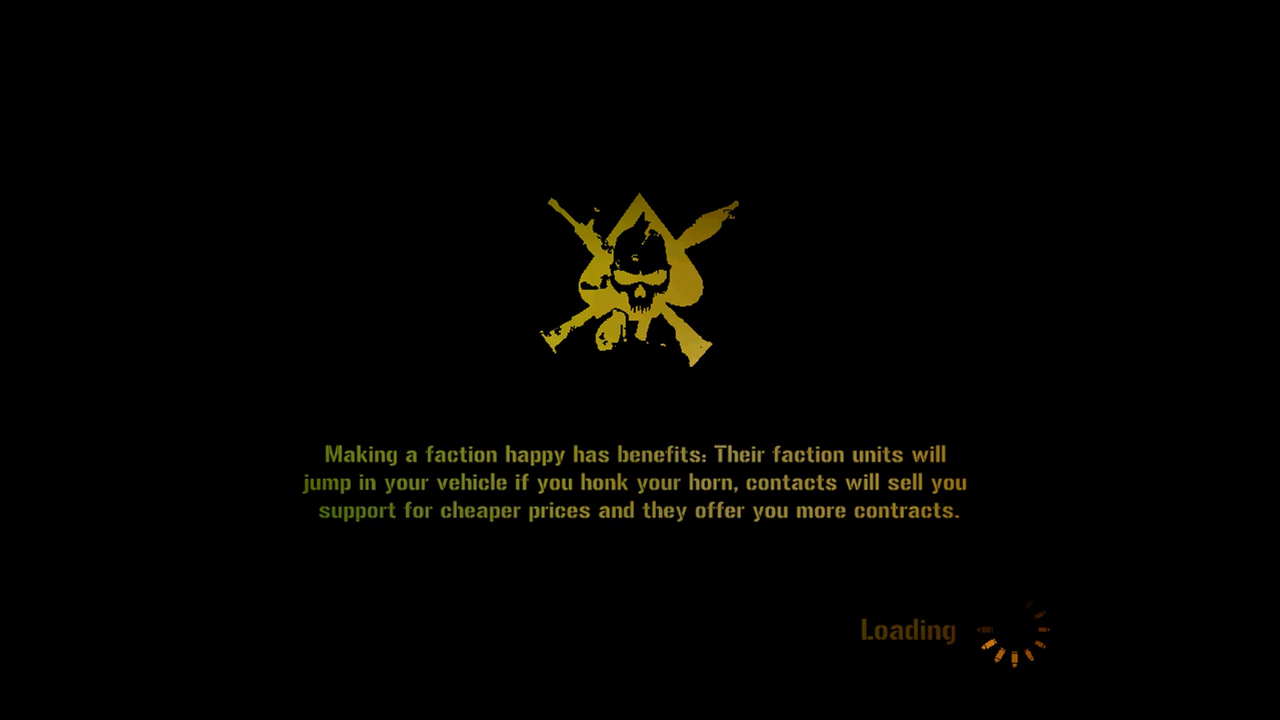 Making a faction happy has benefits: Their faction units will
jump in your vehicle if you honk your horn, contacts will sell you
support for cheaper prices and they offer you more contracts.
Loading